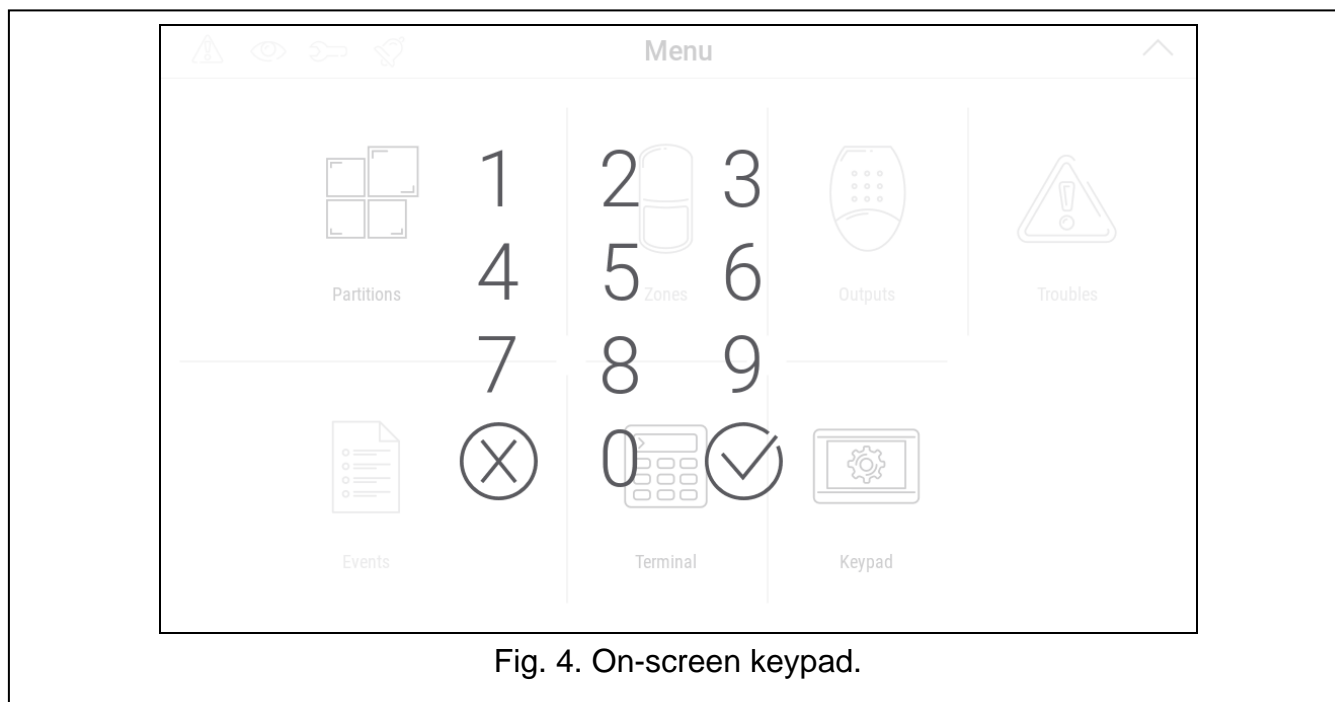 Menu
1 2 3
4 5 6
Partitions Zones Outputs Troubles
7 8 9
0
Events Terminal Keypad
Fig. 4. On-screen keypad.